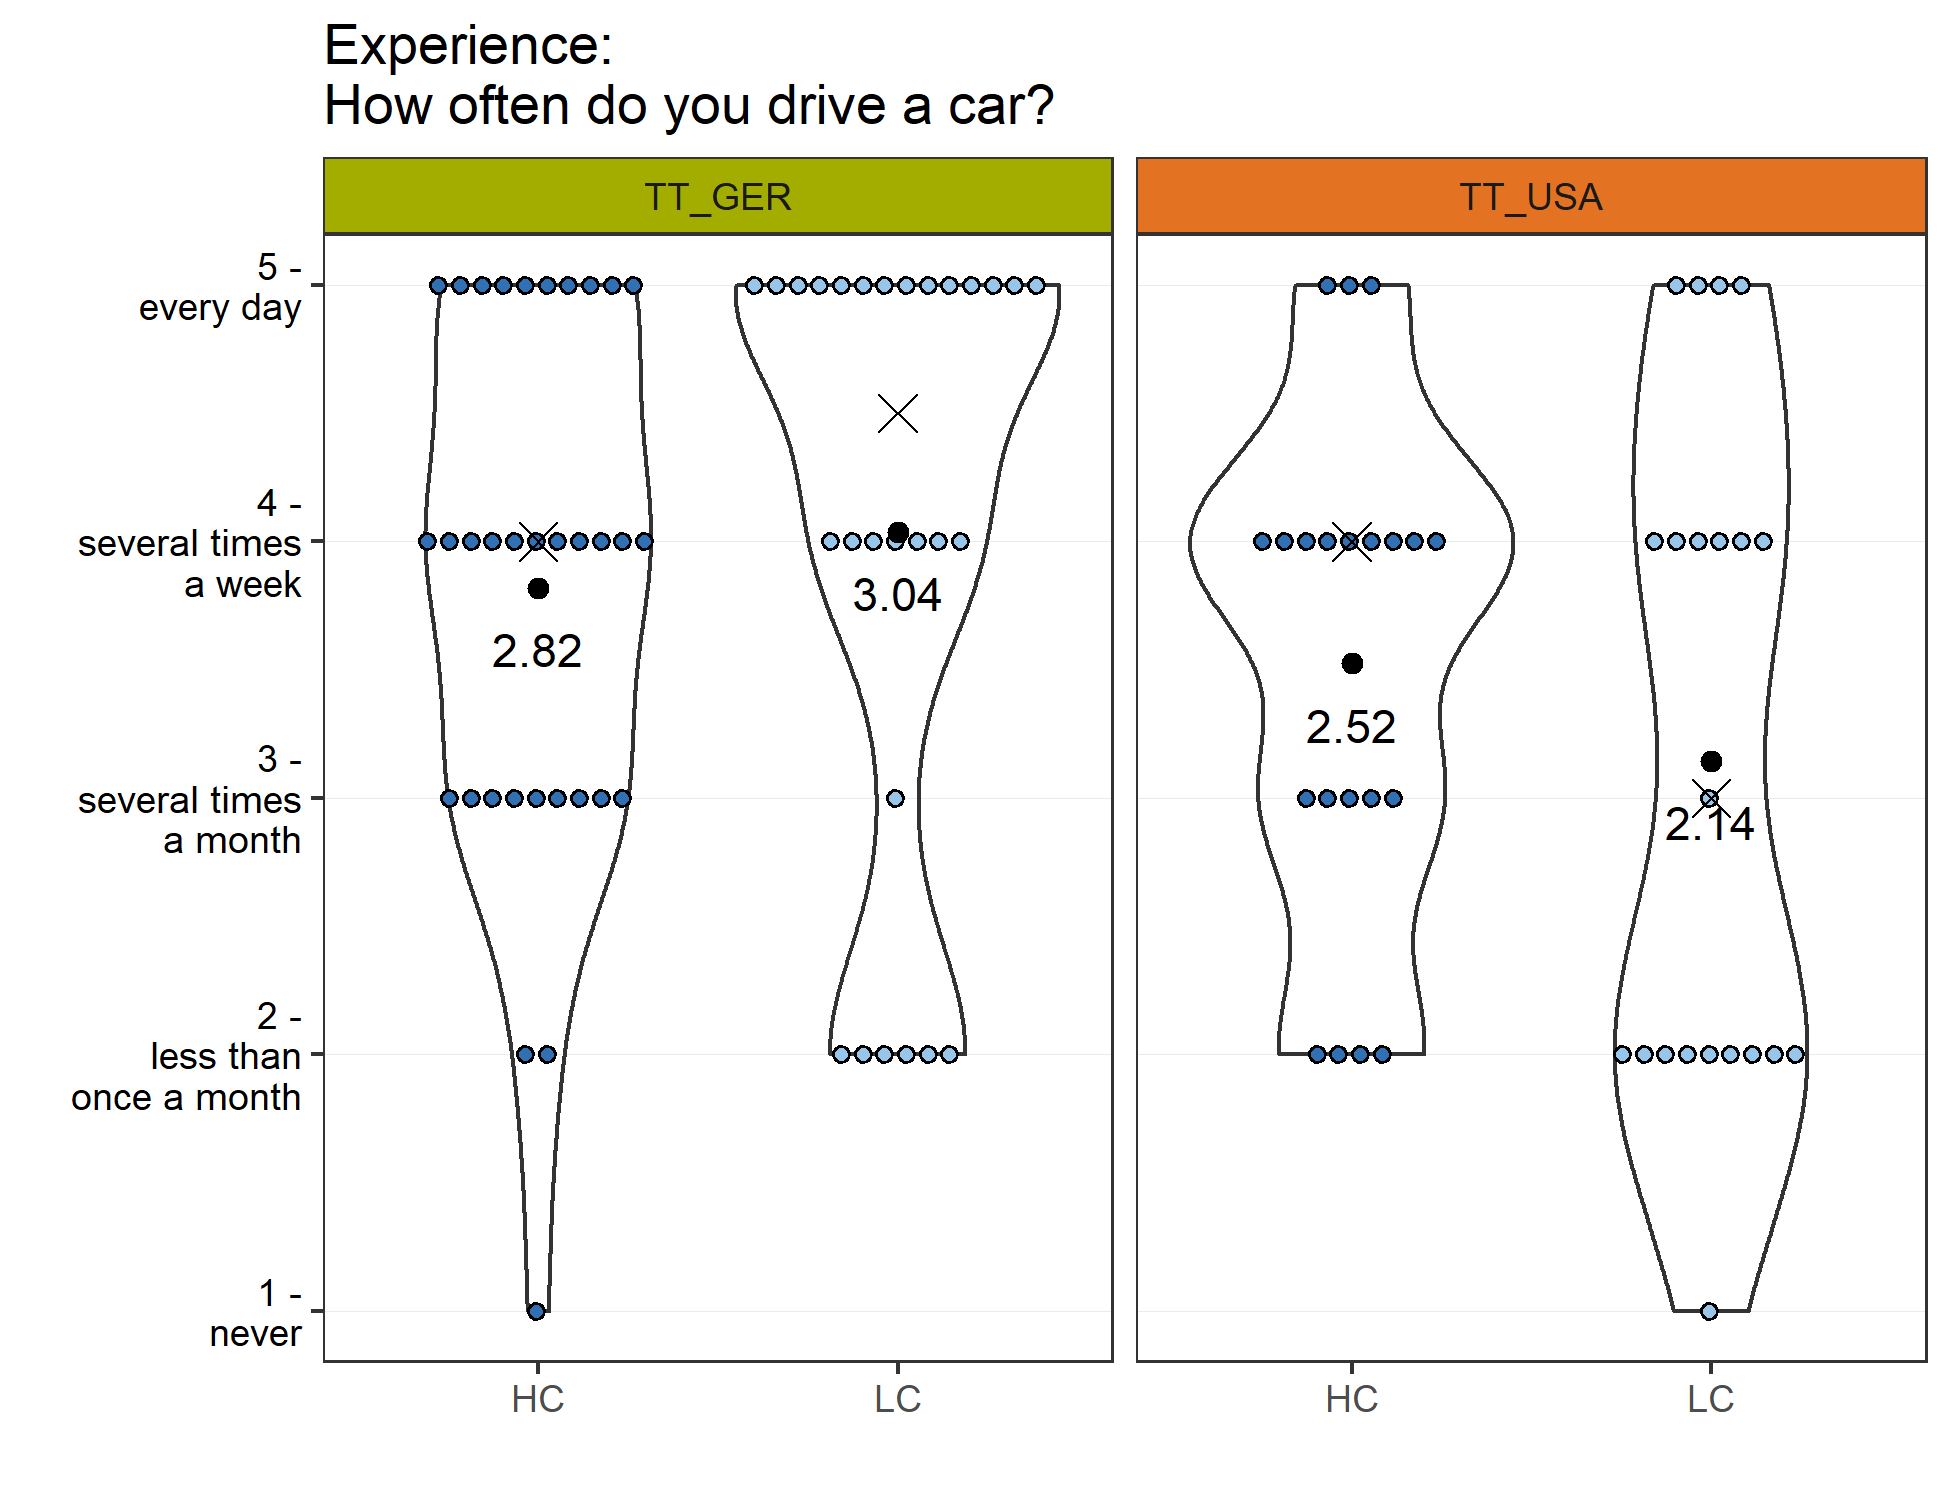 Experience:
How often do you drive a car?
TT_GER
TT_USA
5 -
every day
4 -
several times
a week
3 -
several times
a month
2 -
less than
once a month
1 -
never
2.82
3.04
2.52
2.14
HC
LC
HC
LC